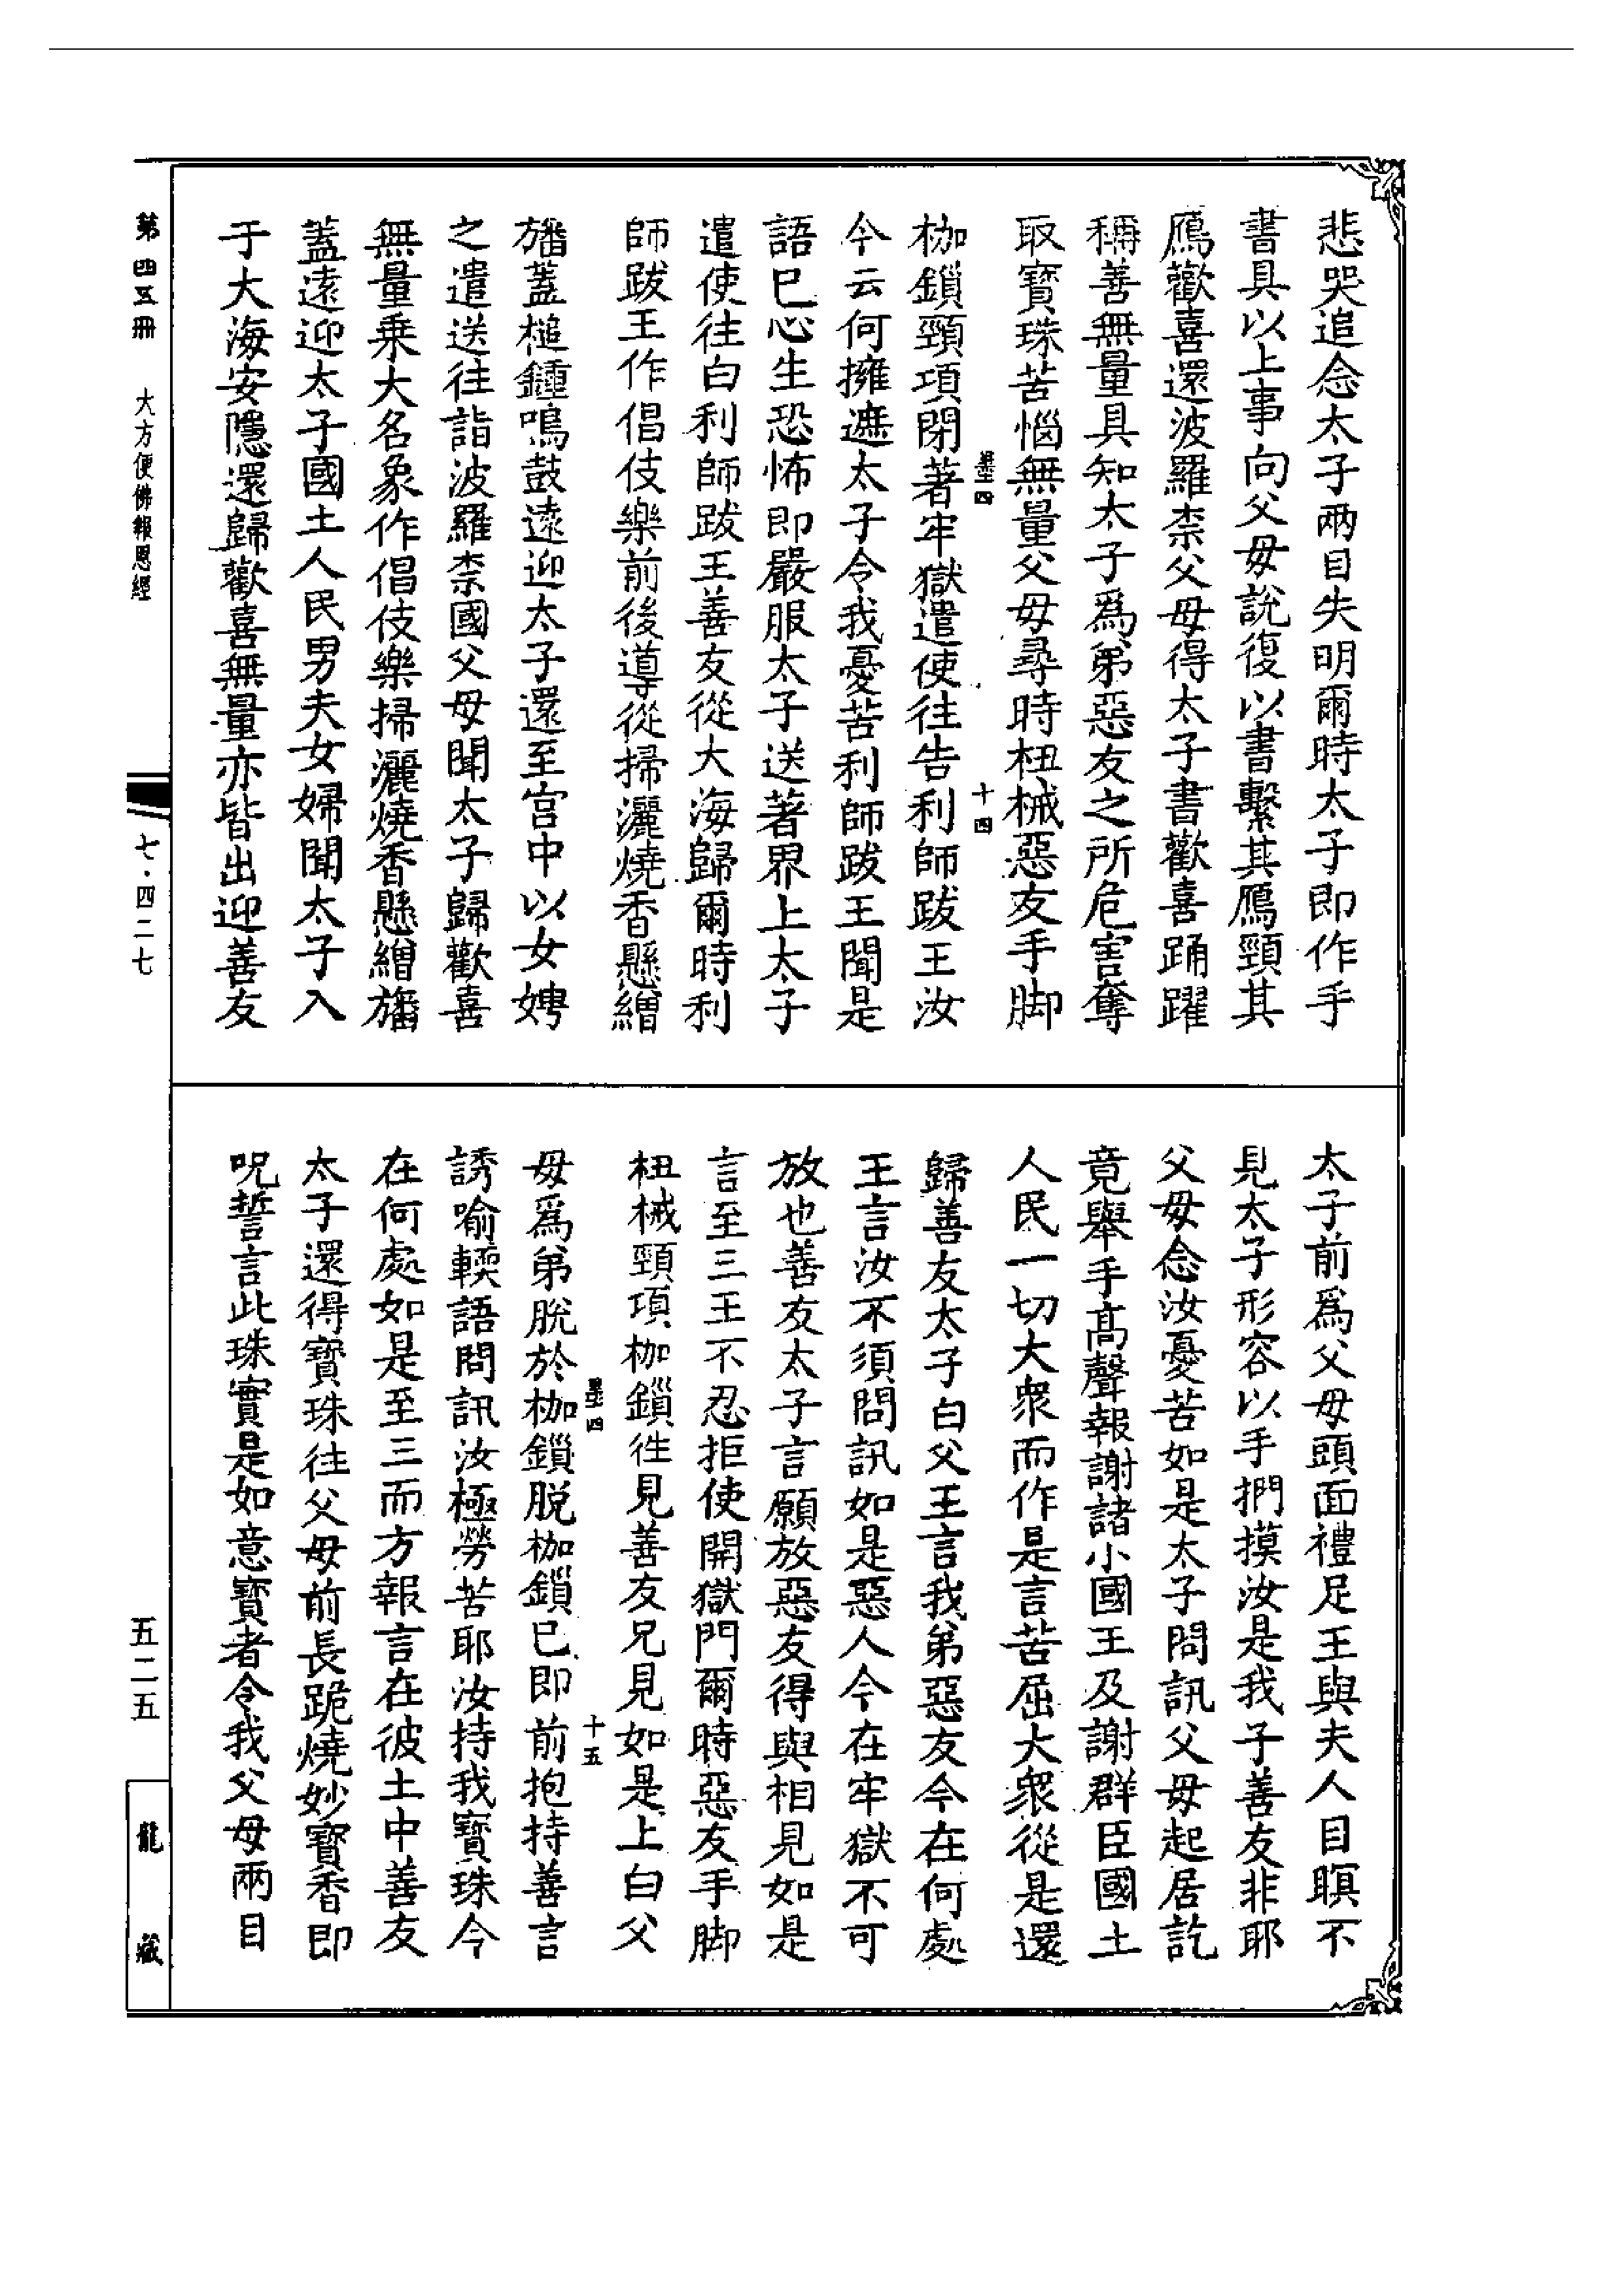 悲哭追念太子兩目失明爾時太子即作手
書具以上事向父母說復以書繫其鴈頸其
鴈歡喜還波羅柰父母得太子書歡喜踊躍
稱善無量具知太子爲弟惡友之所危害奪
取寶珠苦惱無量父母尋時杻械惡友手脚
枷鎖頸項閉著牢獄遣使往告利師跋王汝
今云何擁遮太子令我憂苦利師跋王聞是
語已心生恐怖即嚴服太子送著界上太子
遣使往白利師跋王善友從大海歸爾時利
師跋王作倡伎樂前後導從掃灑燒香懸繒
旛蓋槌鍾鳴鼓遠迎太子還至宮中以女娉
之遣送往詣波羅柰國父母聞太子歸歡喜
無量乘大名象作倡伎樂掃灑燒香懸繒旛
蓋遠迎太子國土人民男夫女婦聞太子入
于大海安隱還歸歡喜無量亦皆出迎善友
太子前爲父母頭面禮足王與夫人目瞑不
見太子形容以手捫摸汝是我子善友非耶
父母念汝憂苦如是太子問訊父母起居訖
竟舉手高聲報謝諸小國王及謝群臣國土
人民一切大衆而作是言苦屈大衆從是還
歸善友太子白父王言我弟惡友今在何處
王言汝不須問訊如是惡人今在牢獄不可
放也善友太子言願放惡友得與相見如是
言至三王不忍拒使開獄門爾時惡友手脚
杻械頸項枷鎖徃見善友兄見如是上白父
母爲弟脫於枷鎖脫枷鎖已即前抱持善言
誘喻輭語問訊汝極勞苦耶汝持我寶珠今
在何處如是至三而方報言在彼土中善友
太子還得寶珠往父母前長跪燒妙寶香即
呪誓言此珠實是如意寶者令我父母兩目
墨四
十四
墨四
十五
第四五冊
大方便佛報恩經
七·四二七
五二五
龍藏